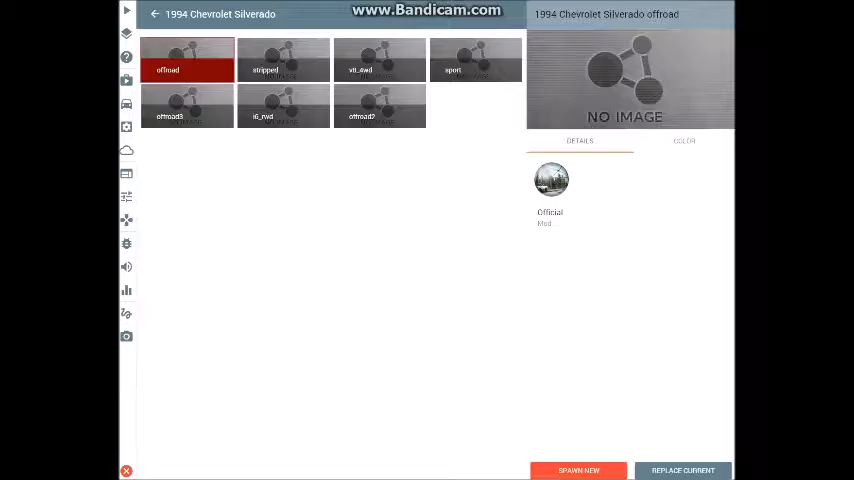 1994 Chevrolet Silverado
www.Bandicam.com
1994 Chevrolet Silverado offroad
offroad
stripped
v8_4wd
sport
offroad3
i6_rwd
offroad2
NO IMAGE
DETAILS
COLOR
Official
Mod ...
SPAWN NEW
REPLACE CURRENT